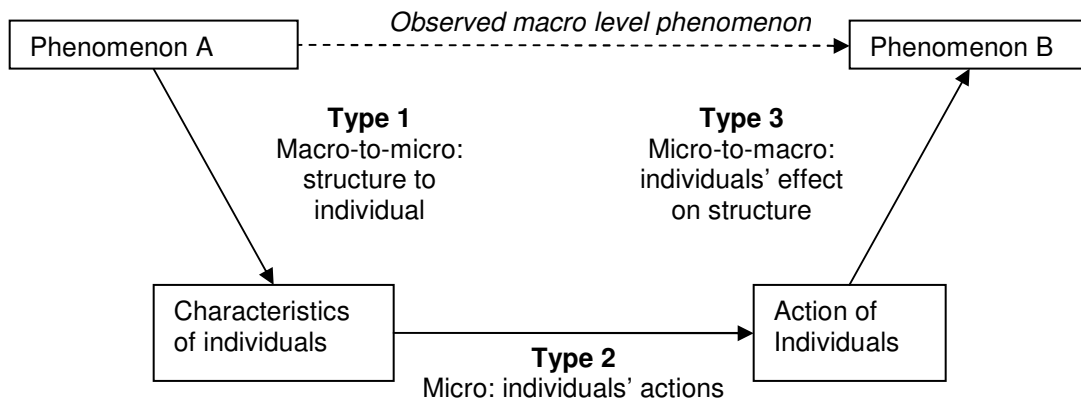 Observed macro level phenomenon
Phenomenon A
Phenomenon B
Type 1
Macro-to-micro:
structure to
individual
Type 3
Micro-to-macro:
individuals’ effect
on structure
Characteristics
of individuals
Action of
Individuals
Type 2
Micro: individuals’ actions